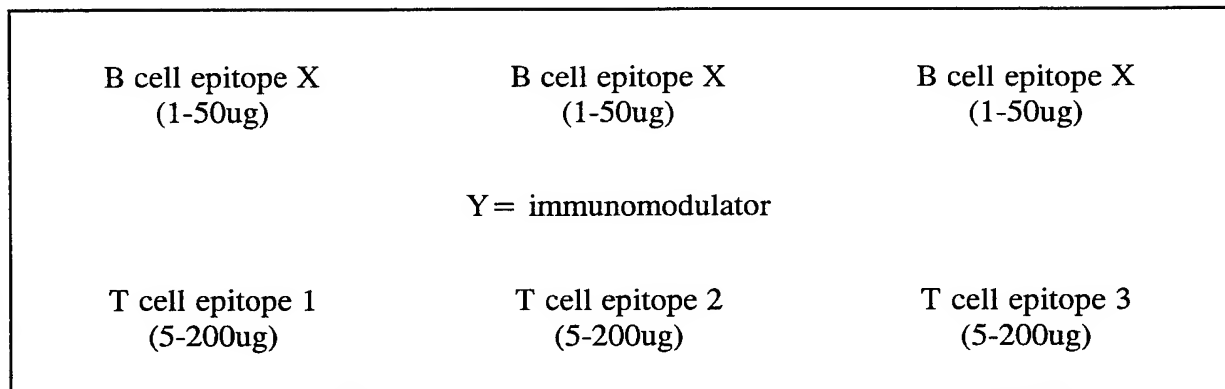 B cell epitope X B cell epitope X B cell epitope X
(1-50ug) (1-50ug) (1-50ug)
Y= immunomodulator
T cell epitope 1 T cell epitope 2 T cell epitope 3
(5-200ug) (5-200ug) (5-200ug)